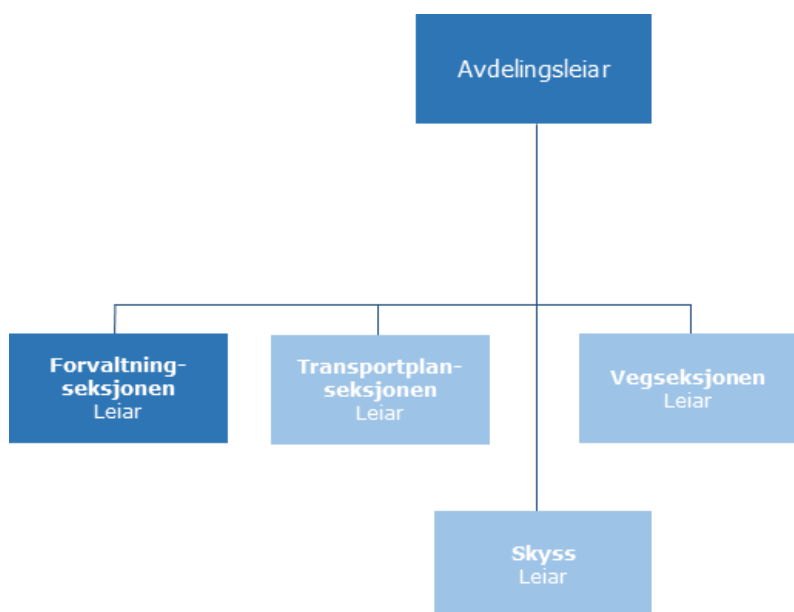 Avdelingsleiar
Forvaltning-
seksjonen
Leiar
Transportplan-
seksjonen
Leiar
Vegseksjonen
Leiar
Skyss
Leiar